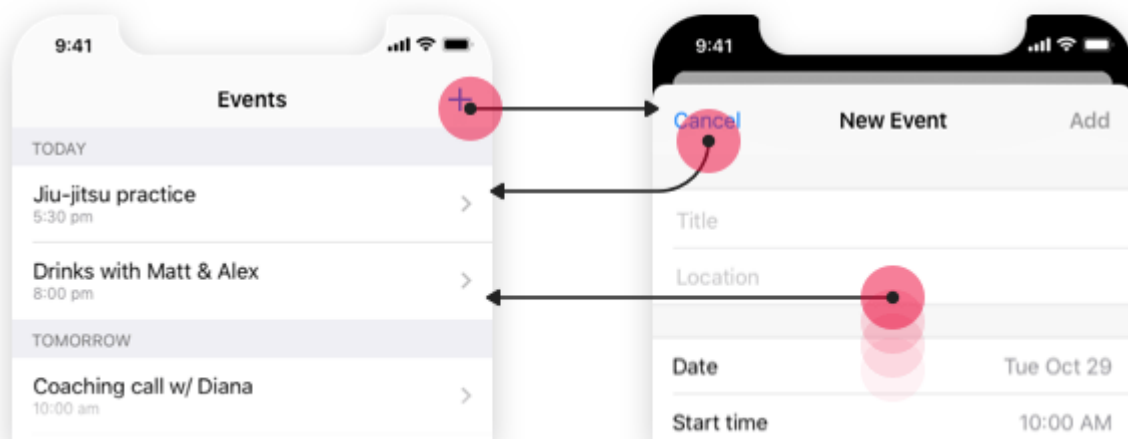 9:41
Events
+
TODAY
Jiu-jitsu practice
5:30 pm
Drinks with Matt & Alex
8:00 pm
TOMORROW
Coaching call w/ Diana
10:00 am
9:41
Cancel
New Event
Add
Title
Location
Date
Tue Oct 29
Start time
10:00 AM